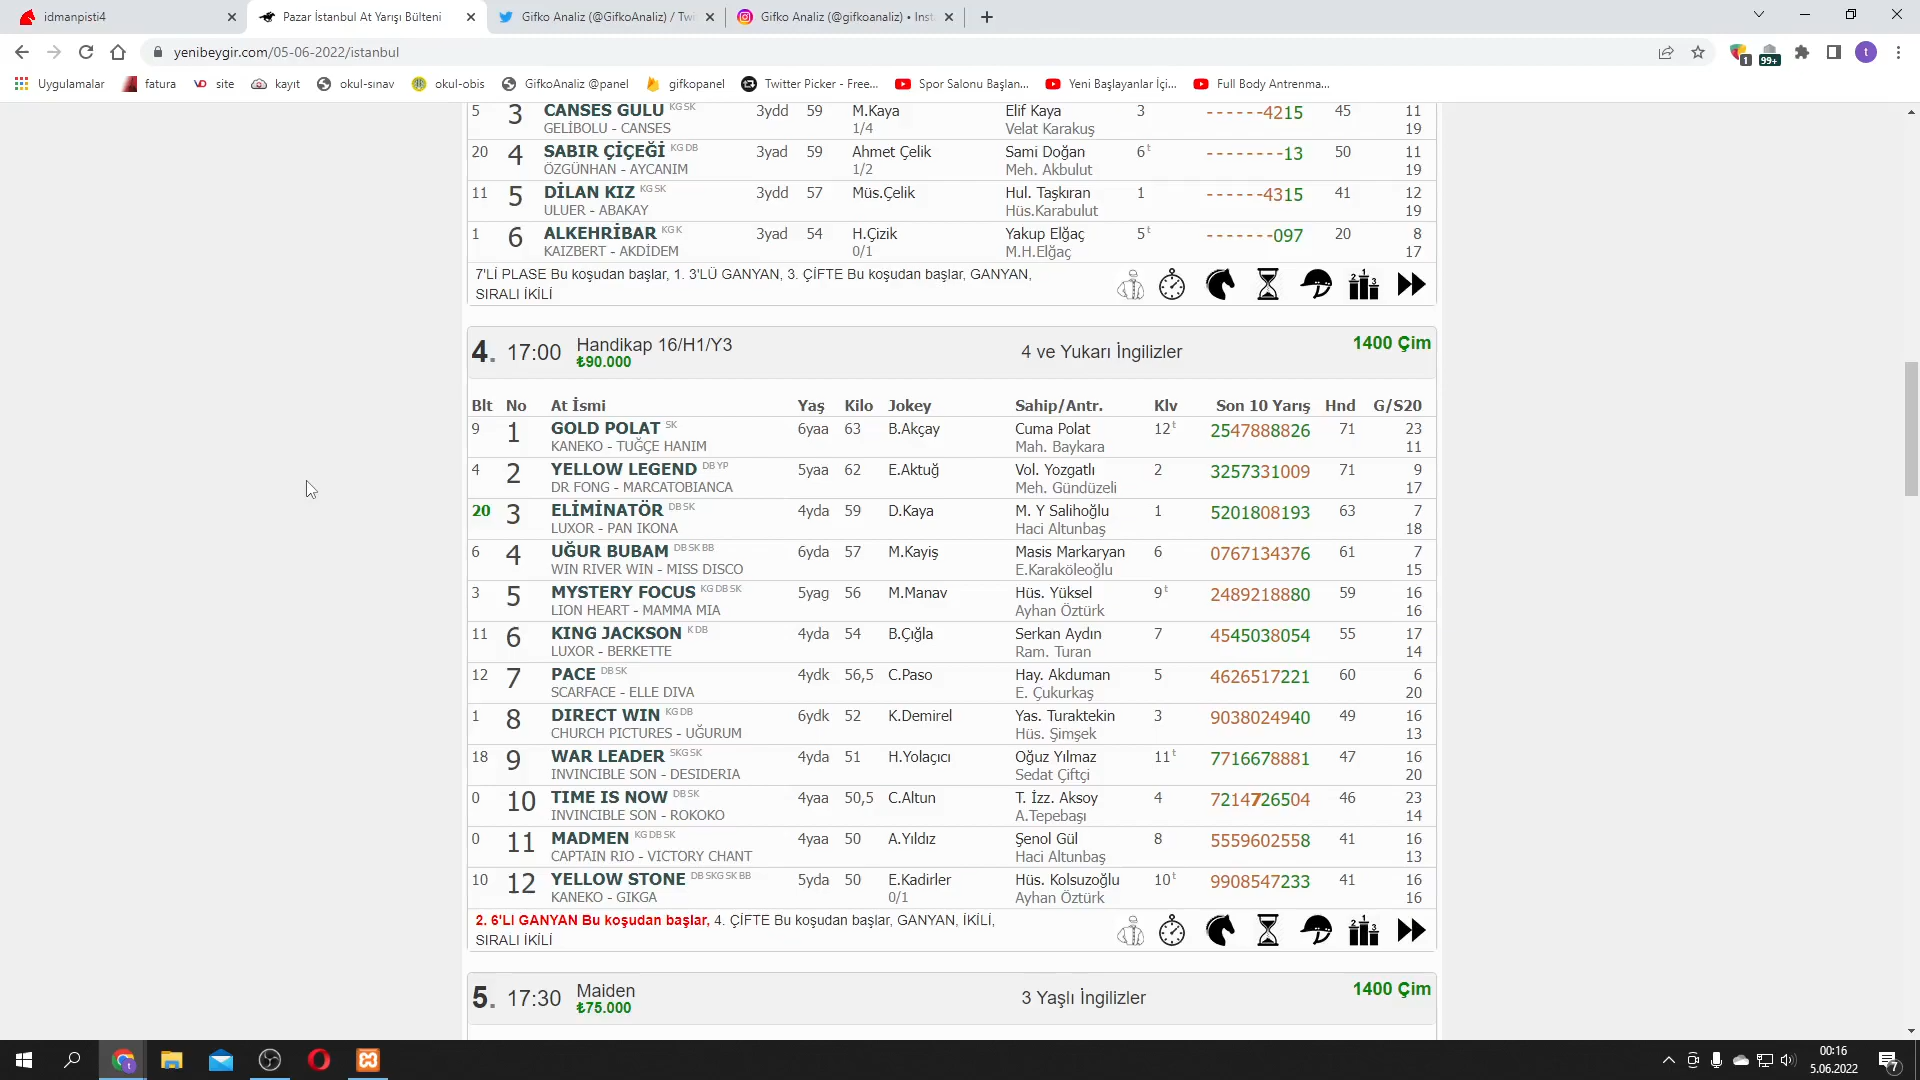 idmanpisti4
Pazar İstanbul At Yarışı Bülteni
Gifko Analiz (@GifkoAnaliz) / Twi
Gifko Analiz (@gifkoanaliz) • Inst
yenibeygir.com/05-06-2022/istanbul
1
99+
t
Uygulamalar
fatura
site
kayıt
okul-sınav
okul-obis
GifkoAnaliz @panel
gifkopanel
Twitter Picker - Free...
Spor Salonu Başlan...
Yeni Başlayanlar İçi...
Full Body Antrenma...
5 3 CANSES GÜLÜ KG SK 3ydd 59 M.Kaya Elif Kaya 3 ------4215 45 11
GELİBOLU - CANSES 1/4 Velat Karakuş 19
20 4 SABIR ÇİÇEĞİ KG DB 3yad 59 Ahmet Çelik Sami Doğan 6 t --------13 50 11
ÖZGÜNHAN - AYCANIM 1/2 Meh. Akbulut 19
11 5 DİLAN KIZ KG SK 3ydd 57 Müs.Çelik Hul. Taşkıran 1 ------4315 41 12
ULUER - ABAKAY Hüs.Karabulut 19
1 6 ALKEHRİBAR KG K 3yad 54 H.Çizik Yakup Elğaç 5 t -------097 20 8
KAIZBERT - AKDİDEM 0/1 M.H.Elğaç 17
7'Lİ PLASE Bu koşudan başlar, 1. 3'LÜ GANYAN, 3. ÇİFTE Bu koşudan başlar, GANYAN,
SIRALI İKİLİ
4. 17:00 Handikap 16/H1/Y3 4 ve Yukarı İngilizler 1400 Çim
₺90.000
Blt No At İsmi Yaş Kilo Jokey Sahip/Antr. Klv Son 10 Yarış Hnd G/S20
9 1 GOLD POLAT SK 6yaa 63 B.Akçay Cuma Polat 12 t 2547888826 71 23
KANEKO - TUĞÇE HANIM Mah. Baykara 11
4 2 YELLOW LEGEND DB YP 5yaa 62 E.Aktuğ Vol. Yozgatlı 2 3257331009 71 9
DR FONG - MARCATOBIANCA Meh. Gündüzeli 17
20 3 ELİMİNATÖR DB SK 4yda 59 D.Kaya M. Y Salihoğlu 1 5201808193 63 7
LUXOR - PAN IKONA Haci Altunbaş 18
6 4 UĞUR BUBAM DB SK BB 6yda 57 M.Kayiş Masis Markaryan 6 0767134376 61 7
WIN RIVER WIN - MISS DISCO E.Karaköleoğlu 15
3 5 MYSTERY FOCUS KG DB SK 5yag 56 M.Manav Hüs. Yüksel 9 t 2489218880 59 16
LION HEART - MAMMA MIA Ayhan Öztürk 16
11 6 KING JACKSON K DB 4yda 54 B.Çığla Serkan Aydın 7 4545038054 55 17
LUXOR - BERKETTE Ram. Turan 14
12 7 PACE DB SK 4ydk 56,5 C.Paso Hay. Akduman 5 4626517221 60 6
SCARFACE - ELLE DIVA E. Çukurkaş 20
1 8 DIRECT WIN KG DB 6ydk 52 K.Demirel Yas. Turaktekin 3 9038024940 49 16
CHURCH PICTURES - UĞURUM Hüs. Şimşek 13
18 9 WAR LEADER SKG SK 4yda 51 H.Yolaçıcı Oğuz Yılmaz 11 t 7716678881 47 16
INVINCIBLE SON - DESIDERIA Sedat Çiftçi 20
0 10 TIME IS NOW DB SK 4yaa 50,5 C.Altun T. İzz. Aksoy 4 7214726504 46 23
INVINCIBLE SON - ROKOKO A.Tepebaşı 14
0 11 MADMEN KG DB SK 4yaa 50 A.Yıldız Şenol Gül 8 5559602558 41 16
CAPTAIN RIO - VICTORY CHANT Haci Altunbaş 13
10 12 YELLOW STONE DB SKG SK BB 5yda 50 E.Kadirler Hüs. Kolsuzoğlu 10 t 9908547233 41 16
KANEKO - GIKGA 0/1 Ayhan Öztürk 16
2. 6'LI GANYAN Bu koşudan başlar, 4. ÇİFTE Bu koşudan başlar, GANYAN, İKİLİ,
SIRALI İKİLİ
5. 17:30 Maiden 3 Yaşlı İngilizler 1400 Çim
₺75.000
00:16
5.06.2022
7